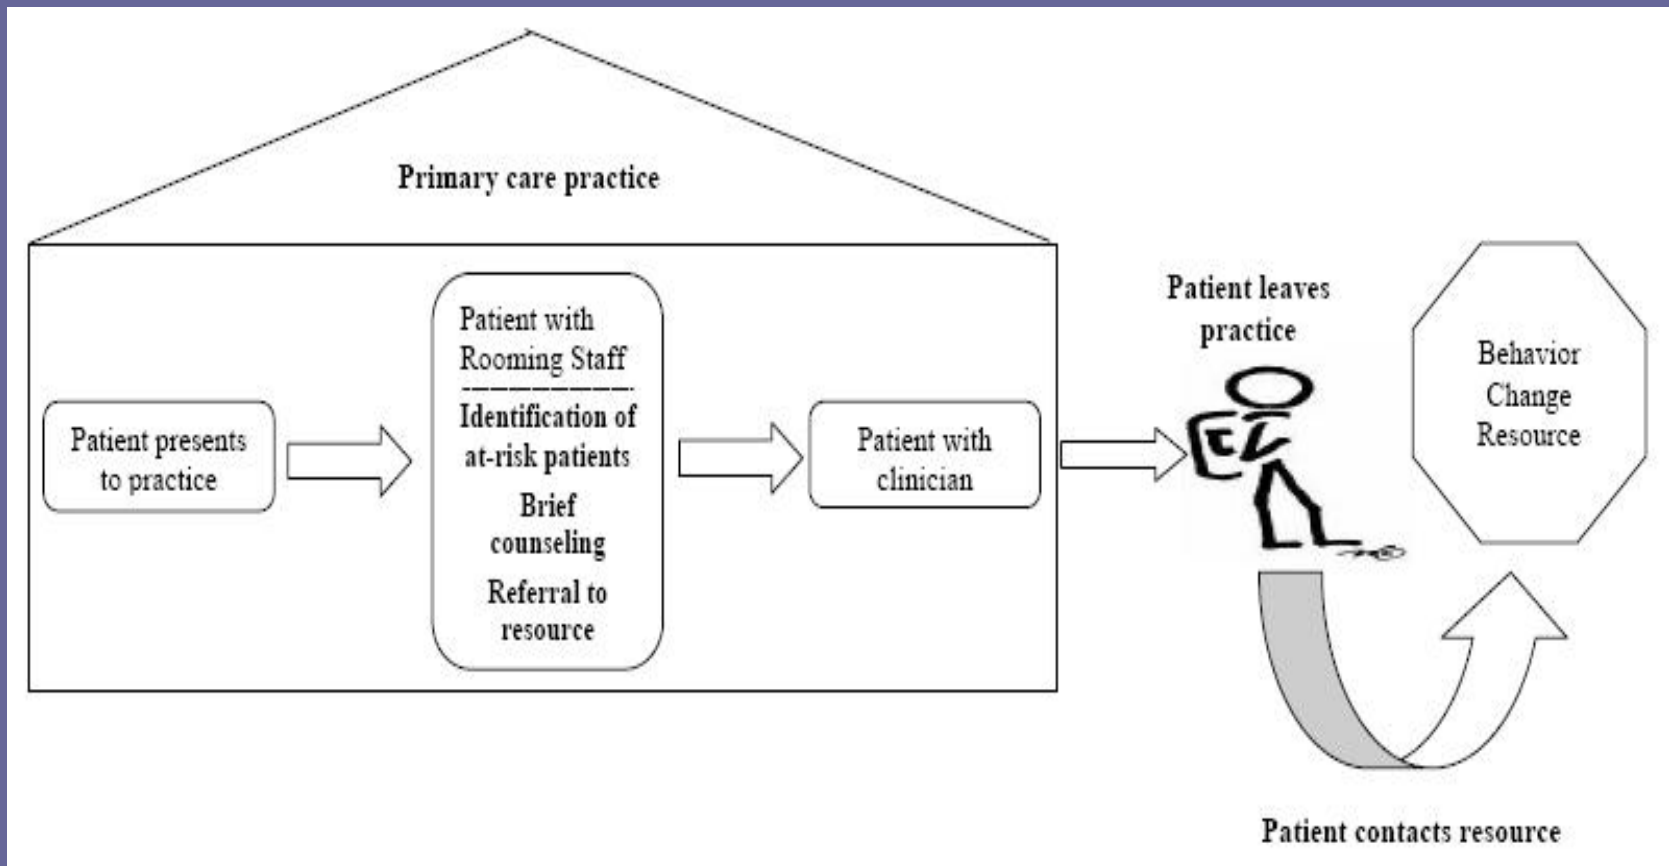 Primary care practice
Patient presents
to practice
Patient with
Rooming Staff
Identification of
at-risk patients
Brief
counseling
Referral to
resource
Patient with
clinician
Patient leaves
practice
Behavior
Change
Resource
Patient contacts resource